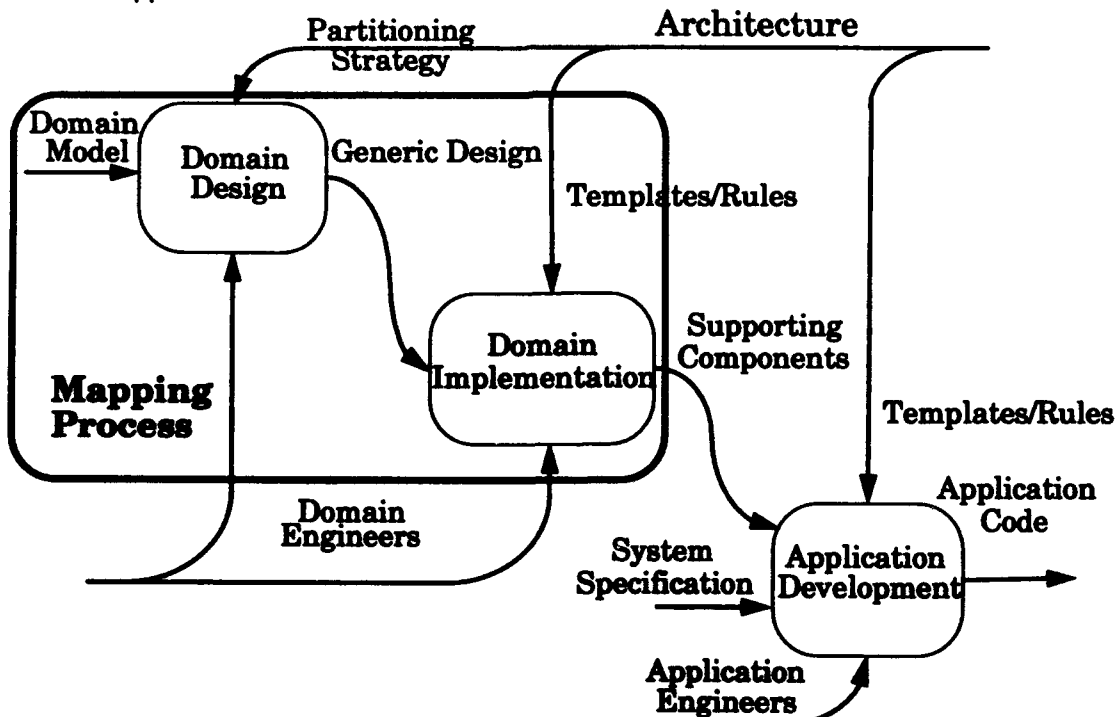 Partitioning
Strategy
Architecture
Domain
Model
Domain
Design
Generic Design
Templates/Rules
Domain
Implementation
Supporting
Components
Mapping
Process
Templates/Rules
Domain
Engineers
Application
Code
System
Specification
Application
Development
Application
Engineers